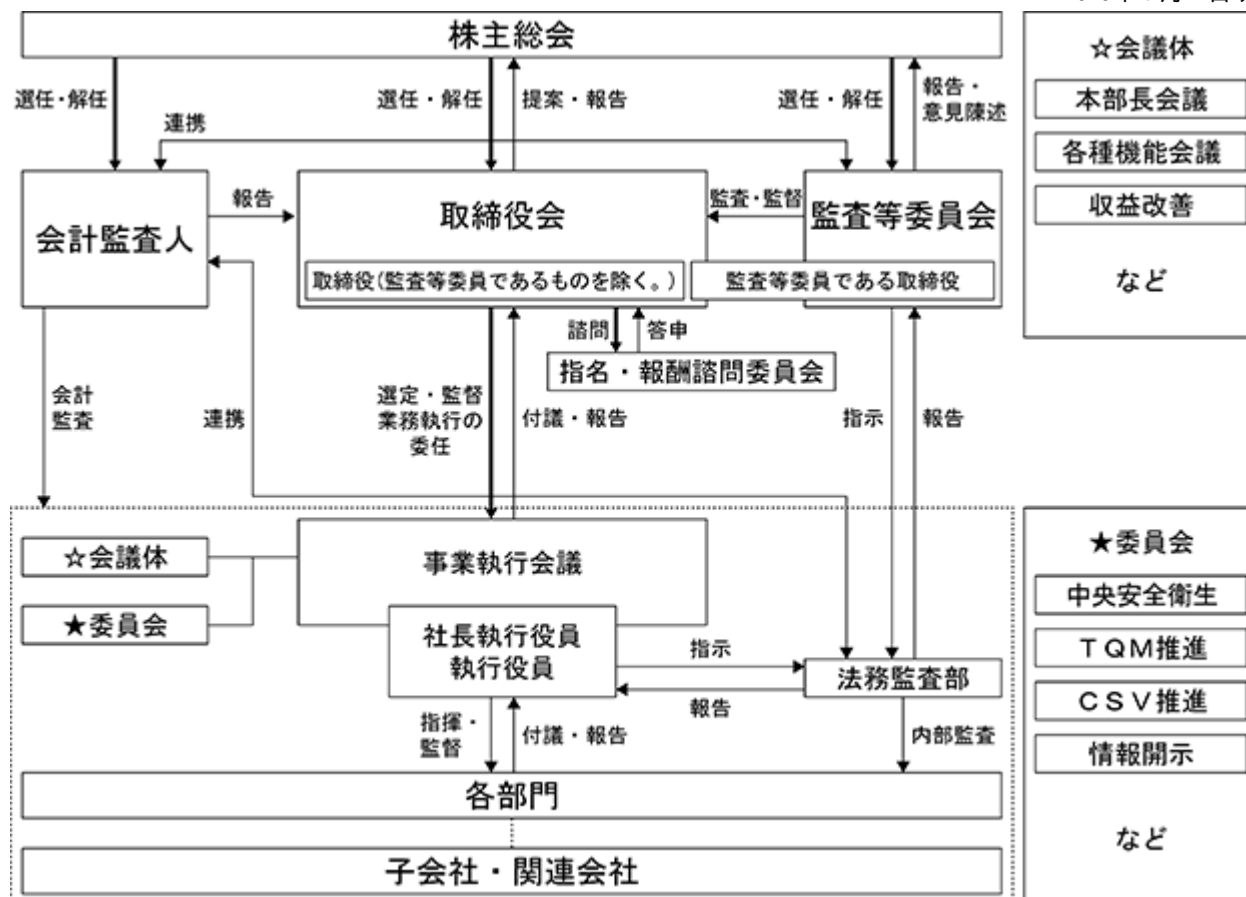 株主総会
選任・解任
選任・解任
提案・報告
選任・解任
報告・
意見陳述
連携
会計監査人
報告
取締役会
監査・監督
監査等委員会
取締役(監査等委員であるものを除く。)
監査等委員である取締役
諮問
答申
指名・報酬諮問委員会
会計
監査
連携
選定・監督
業務執行の
委任
付議・報告
指示
報告
☆会議体
★委員会
事業執行会議
社長執行役員
執行役員
指示
報告
法務監査部
指揮・
監督
付議・報告
内部監査
各部門
子会社・関連会社
☆会議体
本部長会議
各種機能会議
収益改善
など
★委員会
中央安全衛生
TQM推進
CSV推進
情報開示
など